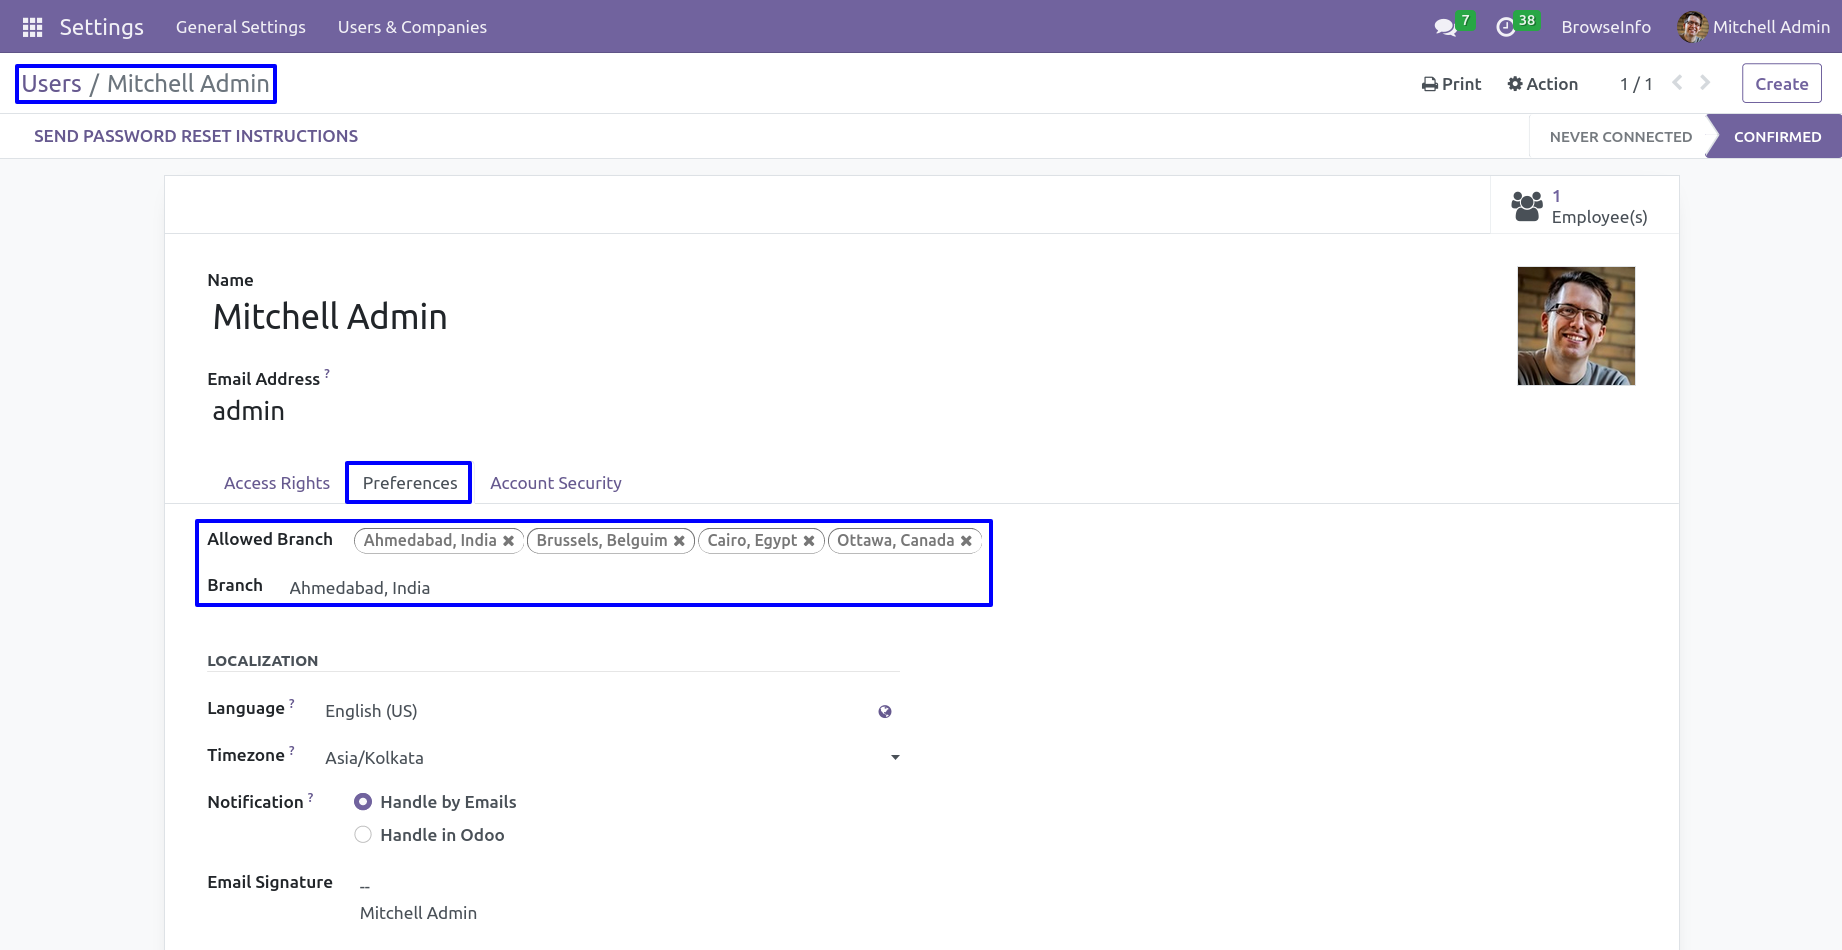 Settings General Settings Users & Companies 7 38 BrowseInfo Mitchell Admin
Users / Mitchell Admin Print Action 1 / 1 Create
SEND PASSWORD RESET INSTRUCTIONS NEVER CONNECTED CONFIRMED
1
Employee(s)
Name
Mitchell Admin
Email Address ?
admin
Access Rights Preferences Account Security
Allowed Branch Ahmedabad, India ✖ Brussels, Belguim ✖ Cairo, Egypt ✖ Ottawa, Canada ✖
Branch Ahmedabad, India
LOCALIZATION
Language ? English (US)
Timezone ? Asia/Kolkata
Notification ? Handle by Emails
Handle in Odoo
Email Signature --
Mitchell Admin